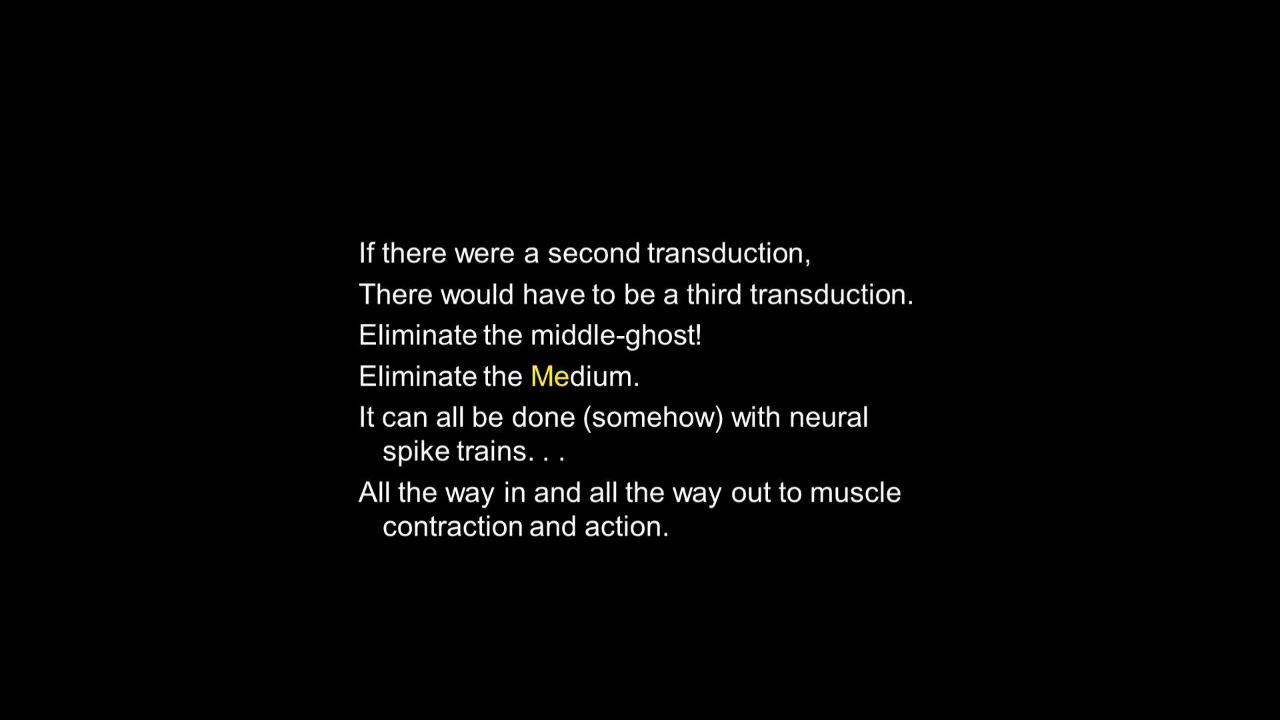 If there were a second transduction,
There would have to be a third transduction.
Eliminate the middle-ghost!
Eliminate the Medium.
It can all be done (somehow) with neural
spike trains. . .
All the way in and all the way out to muscle
contraction and action.